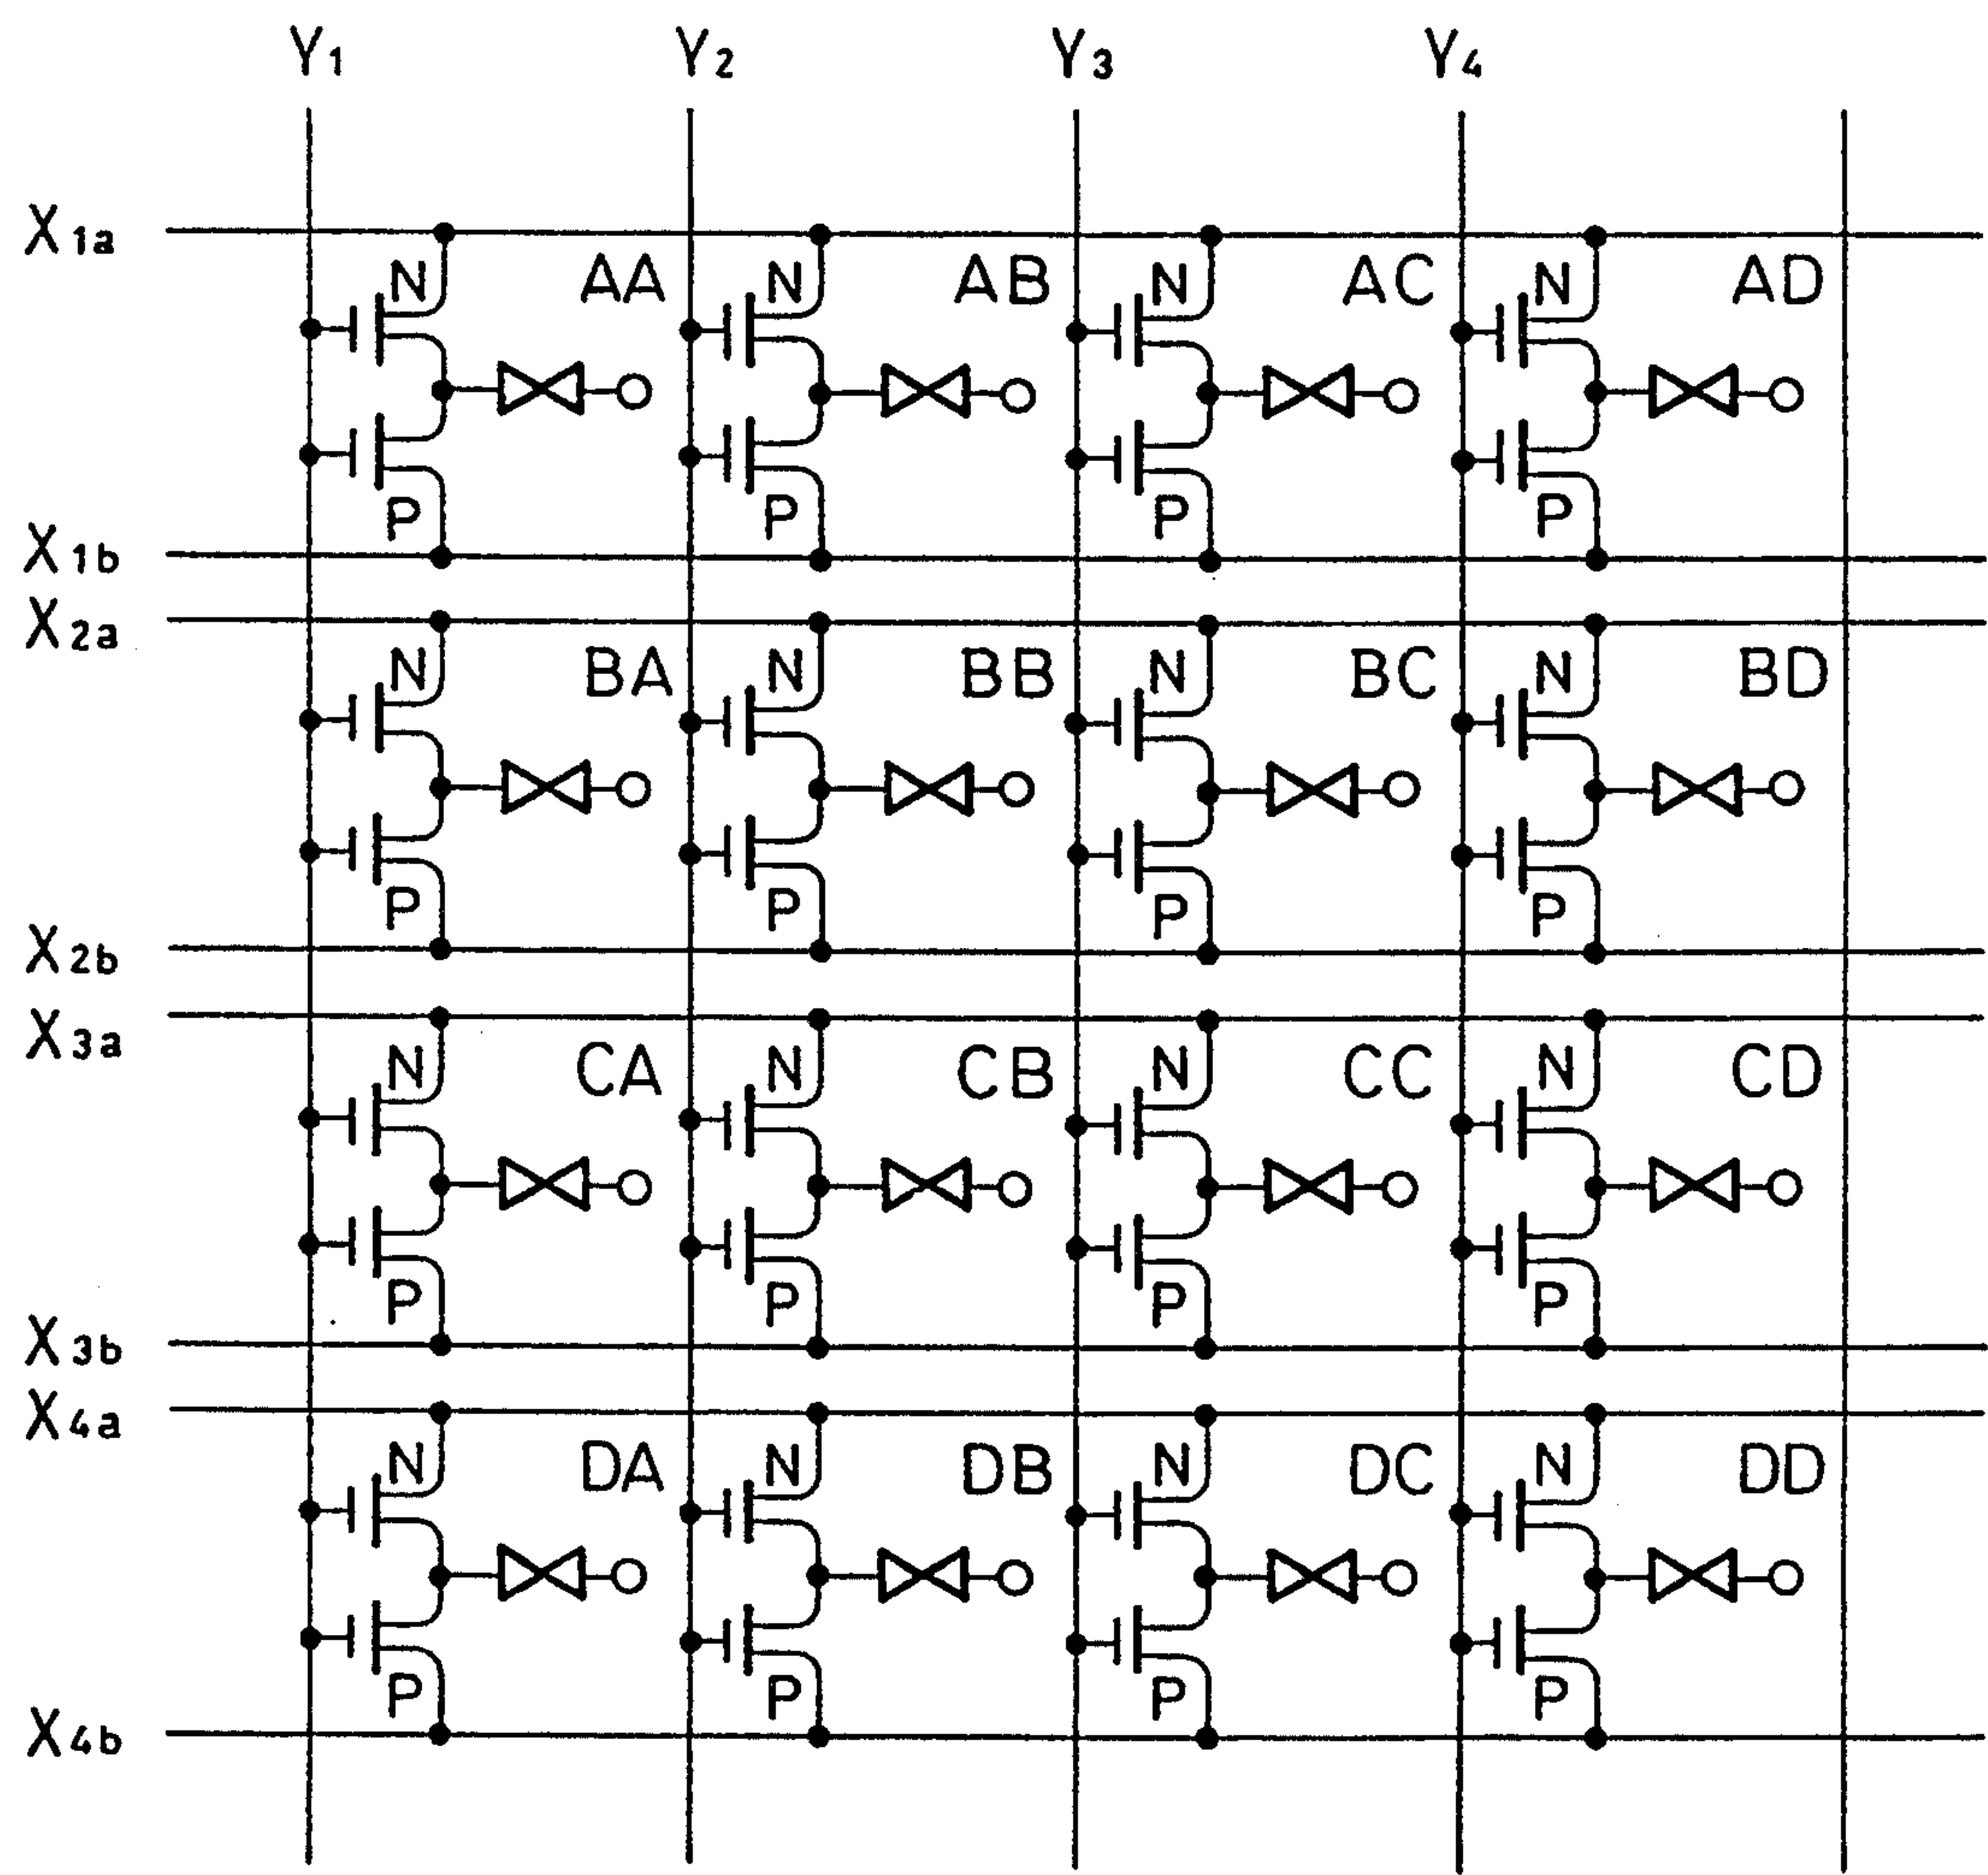 Y1 Y2 Y3 Y4
X1a
N AA N AB N AC N AD
P P P P
X1b
X2a
N BA N BB N BC N BD
P P P P
X2b
X3a
N CA N CB N CC N CD
P P P P
X3b
X4a
N DA N DB N DC N DD
P P P P
X4b